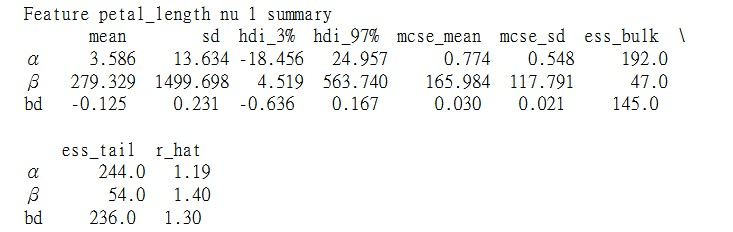 Feature petal_length nu 1 summary
mean sd hdi_3% hdi_97% mcse_mean mcse_sd ess_bulk \
α 3.586 13.634 -18.456 24.957 0.774 0.548 192.0
β 279.329 1499.698 4.519 563.740 165.984 117.791 47.0
bd -0.125 0.231 -0.636 0.167 0.030 0.021 145.0
ess_tail r_hat
α 244.0 1.19
β 54.0 1.40
bd 236.0 1.30